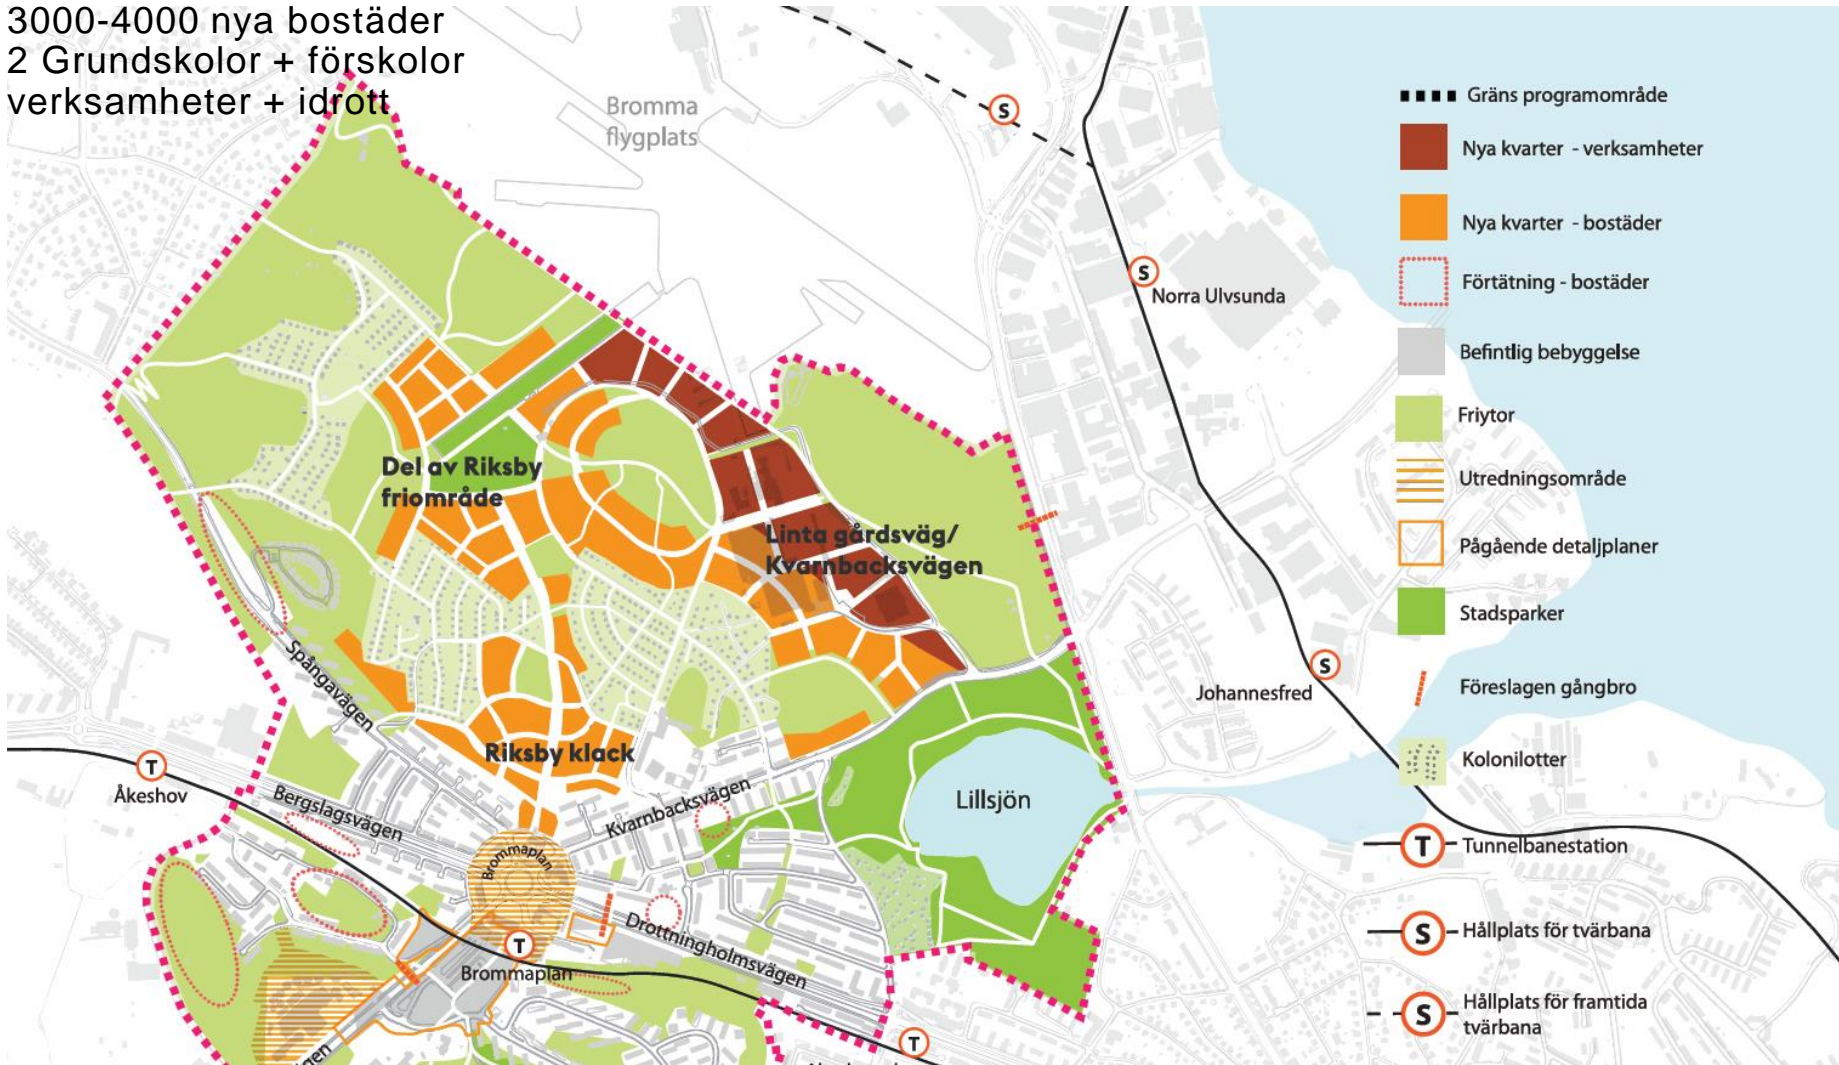 3000-4000 nya bostäder
2 Grundskolor + förskolor
verksamheter + idrott
Bromma
flygplats
S
S
Norra Ulvsunda
Del av Riksby
friområde
Linta gårdsväg/
Kvarnbacksvägen
Spångavägen
S
Johannesfred
Riksby klack
T
Åkeshov
Bergslagsvägen
Kvarnbacksvägen
Lillsjön
Brommaplan
Drottningholmsvägen
T
Brommaplan
T
Gräns programområde
Nya kvarter - verksamheter
Nya kvarter - bostäder
Förtätning - bostäder
Befintlig bebyggelse
Friytor
Utredningsområde
Pågående detaljplaner
Stadsparker
Föreslagen gångbro
Kolonilotter
T Tunnelbanestation
S Hållplats för tvärbana
S Hållplats för framtida
tvärbana